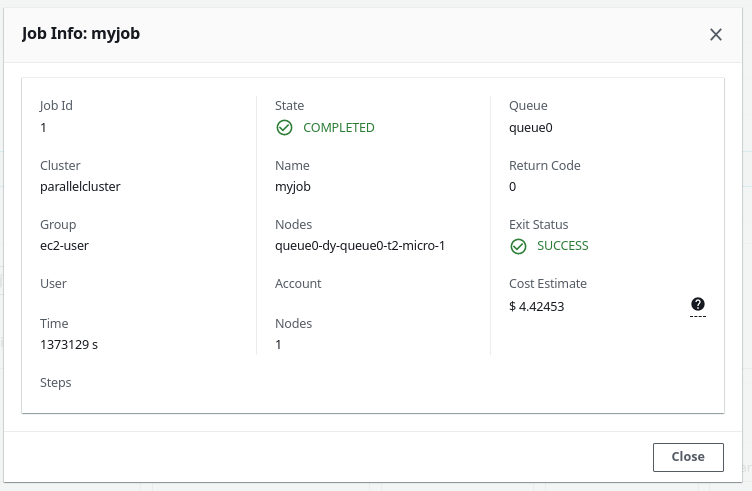 Job Info: myjob
Job Id
1
State
COMPLETED
Queue
queue0
Cluster
parallelcluster
Name
myjob
Return Code
0
Group
ec2-user
Nodes
queue0-dy-queue0-t2-micro-1
Exit Status
SUCCESS
User
Account
Cost Estimate
$ 4.42453
?
Time
1373129 s
Nodes
1
Steps
Close